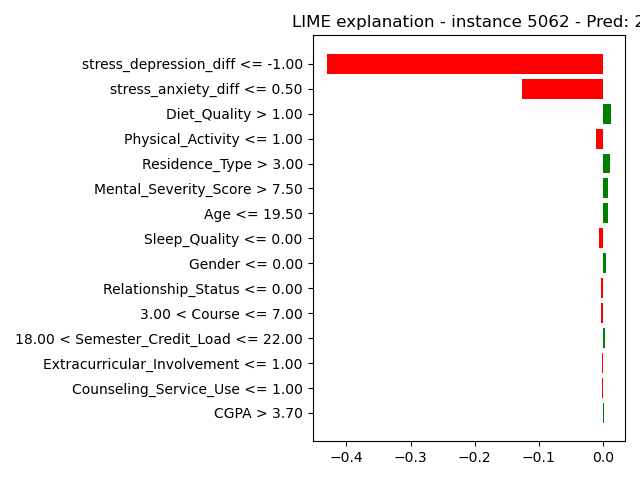 LIME explanation - instance 5062 - Pred: 2
stress_depression_diff <= -1.00
stress_anxiety_diff <= 0.50
Diet_Quality > 1.00
Physical_Activity <= 1.00
Residence_Type > 3.00
Mental_Severity_Score > 7.50
Age <= 19.50
Sleep_Quality <= 0.00
Gender <= 0.00
Relationship_Status <= 0.00
3.00 < Course <= 7.00
18.00 < Semester_Credit_Load <= 22.00
Extracurricular_Involvement <= 1.00
Counseling_Service_Use <= 1.00
CGPA > 3.70
−0.4 −0.3 −0.2 −0.1 0.0